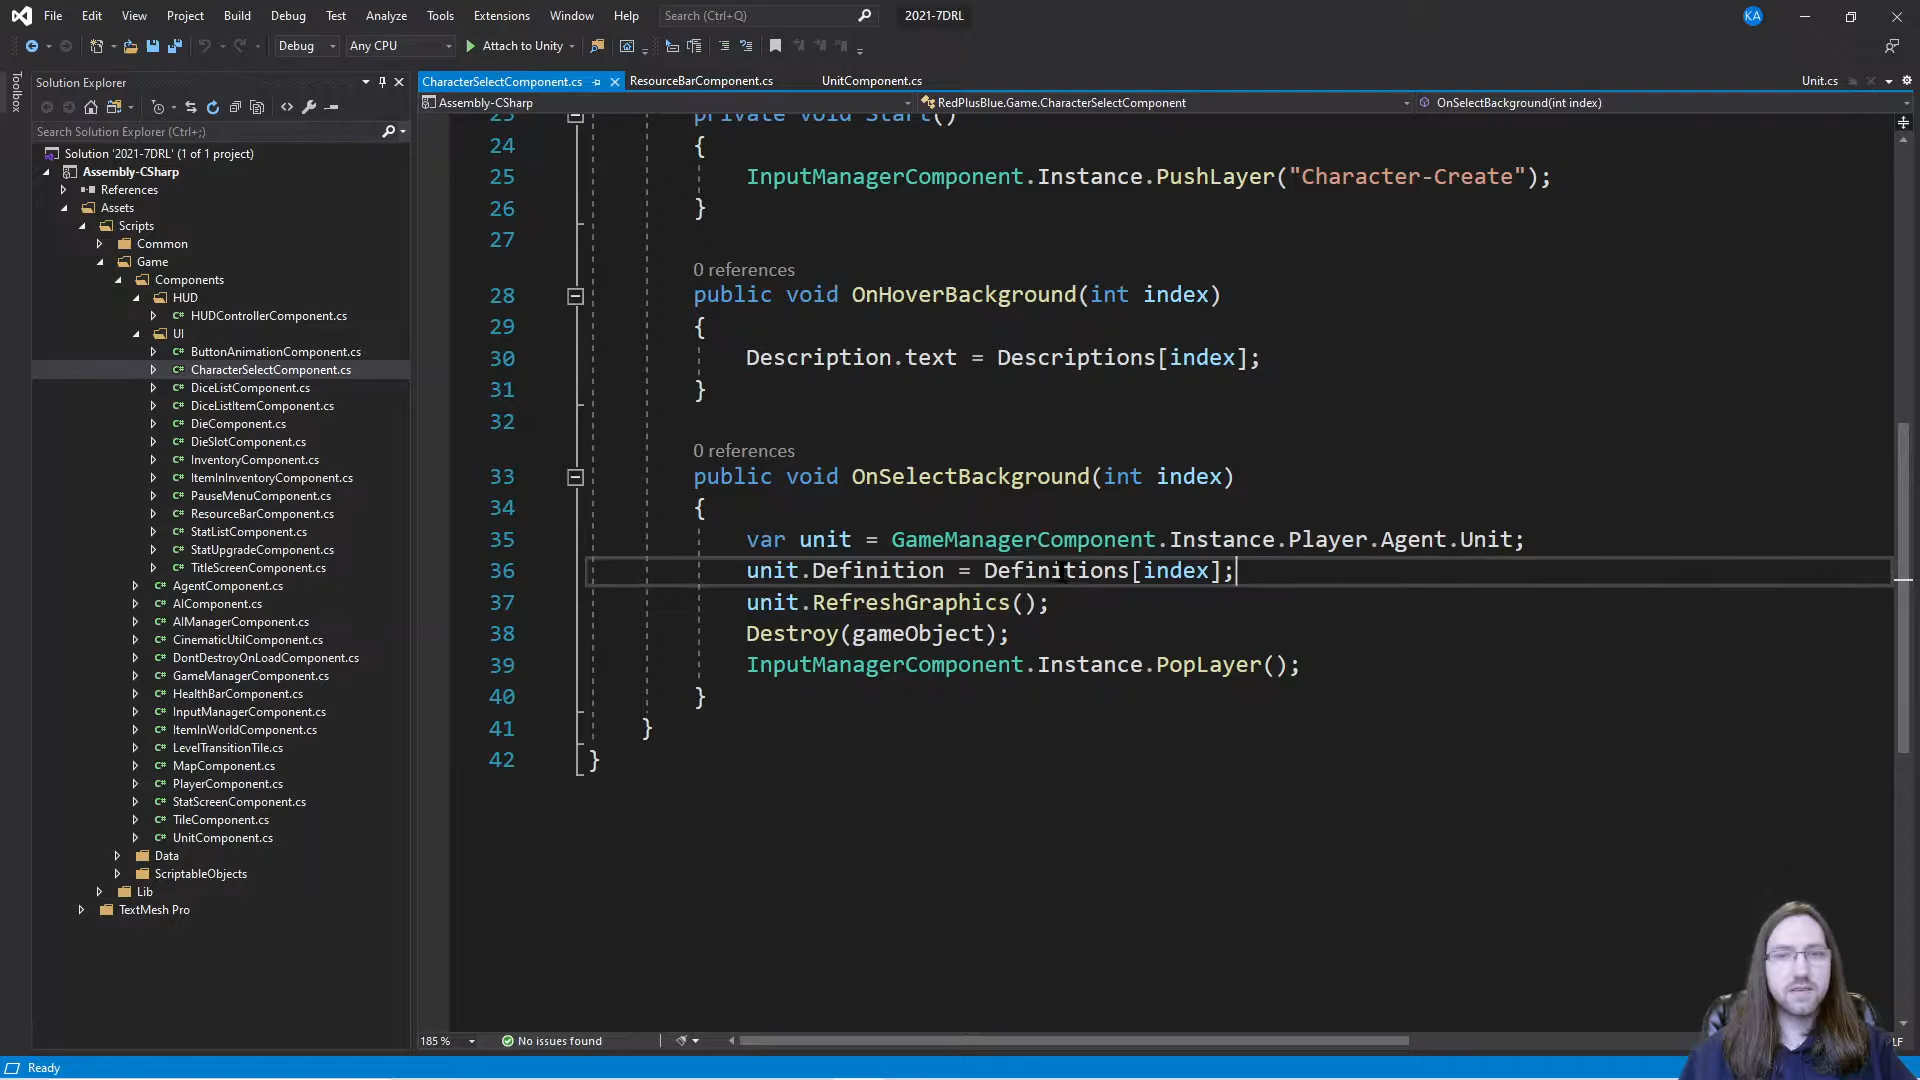 File Edit View Project Build Debug Test Analyze Tools Extensions Window Help Search (Ctrl+Q) 2021-7DRL KA
Debug Any CPU Attach to Unity
Toolbox
Solution Explorer
Search Solution Explorer (Ctrl+;)
Solution '2021-7DRL' (1 of 1 project)
Assembly-CSharp
References
Assets
Scripts
Common
Game
Components
HUD
HUDControllerComponent.cs
UI
ButtonAnimationComponent.cs
CharacterSelectComponent.cs
DiceListComponent.cs
DiceListItemComponent.cs
DieComponent.cs
DieSlotComponent.cs
InventoryComponent.cs
ItemInInventoryComponent.cs
PauseMenuComponent.cs
ResourceBarComponent.cs
StatListComponent.cs
StatUpgradeComponent.cs
TitleScreenComponent.cs
AgentComponent.cs
AIComponent.cs
AIManagerComponent.cs
CinematicUtilComponent.cs
DontDestroyOnLoadComponent.cs
GameManagerComponent.cs
HealthBarComponent.cs
InputManagerComponent.cs
ItemInWorldComponent.cs
LevelTransitionTile.cs
MapComponent.cs
PlayerComponent.cs
StatScreenComponent.cs
TileComponent.cs
UnitComponent.cs
Data
ScriptableObjects
Lib
TextMesh Pro
CharacterSelectComponent.cs ResourceBarComponent.cs UnitComponent.cs Unit.cs
Assembly-CSharp RedPlusBlue.Game.CharacterSelectComponent OnSelectBackground(int index)
23 private void Start()
24 {
25 InputManagerComponent.Instance.PushLayer("Character-Create");
26 }
27
0 references
28 public void OnHoverBackground(int index)
29 {
30 Description.text = Descriptions[index];
31 }
32
0 references
33 public void OnSelectBackground(int index)
34 {
35 var unit = GameManagerComponent.Instance.Player.Agent.Unit;
36 unit.Definition = Definitions[index];
37 unit.RefreshGraphics();
38 Destroy(gameObject);
39 InputManagerComponent.Instance.PopLayer();
40 }
41 }
42 }
185 % No issues found
Ready